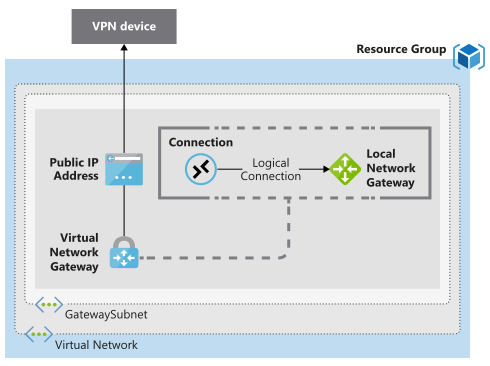 VPN device
Resource Group
Connection
Public IP
Address
Logical
Connection
Local
Network
Gateway
Virtual
Network
Gateway
GatewaySubnet
Virtual Network